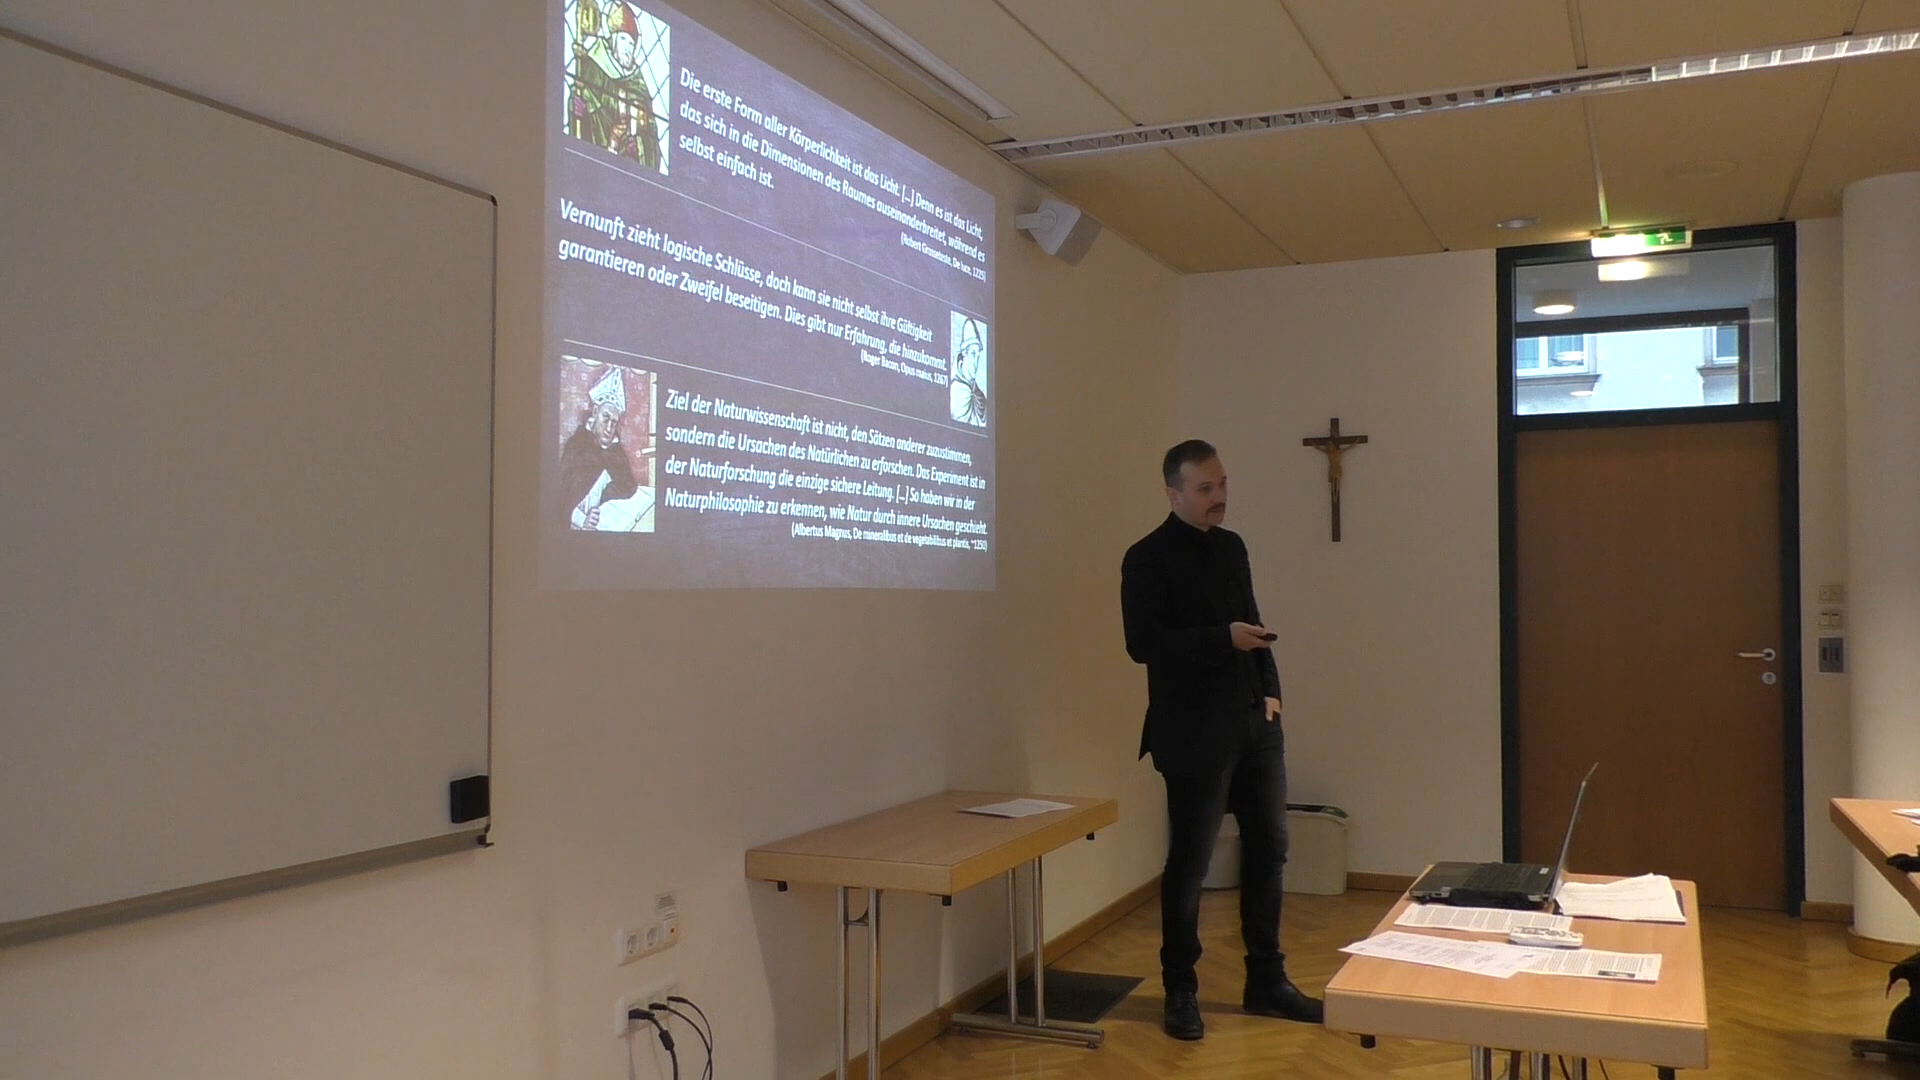 Die erste Form aller Körperlichkeit ist das Licht. [...] Denn es ist das Licht,
das sich in die Dimensionen des Raumes auseinanderbreitet, während es
selbst einfach ist.
(Robert Grosseteste, De luce, 1225)
Vernunft zieht logische Schlüsse, doch kann sie nicht selbst ihre Gültigkeit
garantieren oder Zweifel beseitigen. Dies gibt nur Erfahrung, die hinzukommt.
(Roger Bacon, Opus maius, 1267)
Ziel der Naturwissenschaft ist nicht, den Sätzen anderer zuzustimmen,
sondern die Ursachen des Natürlichen zu erforschen. Das Experiment ist in
der Naturforschung die einzige sichere Leitung. [...] So haben wir in der
Naturphilosophie zu erkennen, wie Natur durch innere Ursachen geschieht.
(Albertus Magnus, De mineralibus et de vegetabilibus et plantis, ~1250)